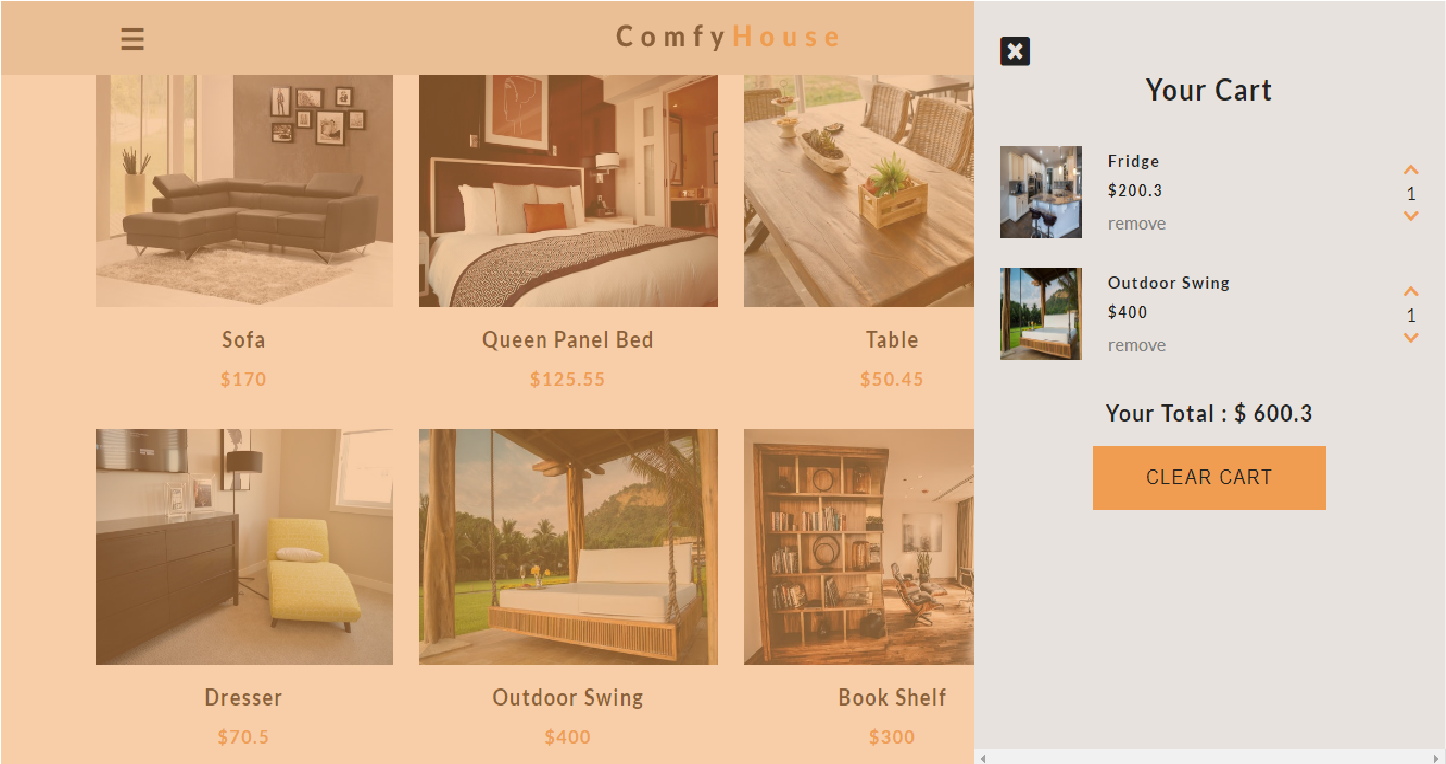 ComfyHouse
Sofa
$170
Queen Panel Bed
$125.55
Table
$50.45
Dresser
$70.5
Outdoor Swing
$400
Book Shelf
$300
Your Cart
Fridge
$200.3
remove
1
Outdoor Swing
$400
remove
1
Your Total : $ 600.3
CLEAR CART